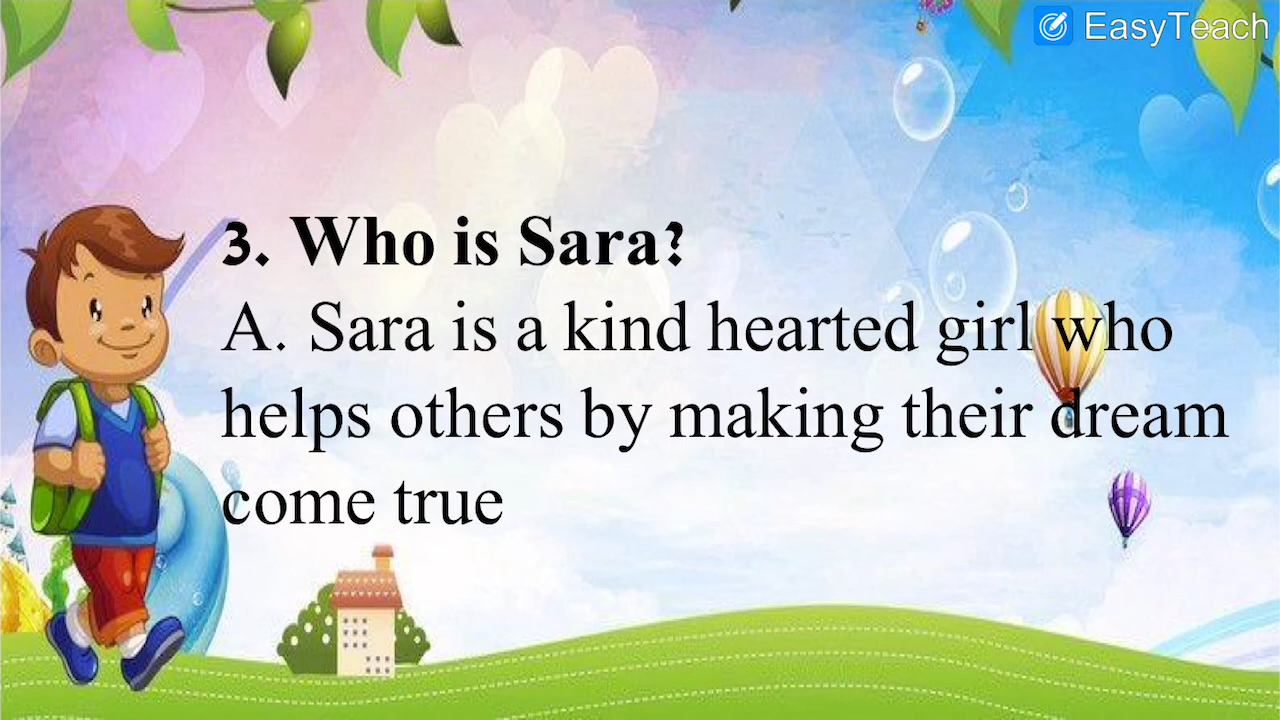 EasyTeach
3. Who is Sara?
A. Sara is a kind hearted girl who
helps others by making their dream
come true